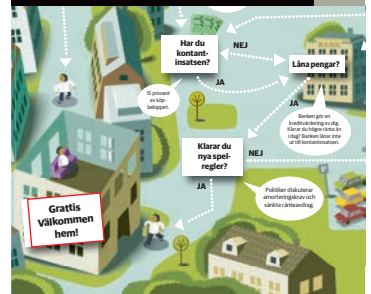 Har du
kontant-
insatsen?
NEJ
BANK
Låna pengar?
JA
15 procent
av köp-
beloppet.
JA
Banken gör en
kreditvärdering av dig.
Klarar du högre ränta än
i dag? Banken lånar inte
ut till kontantinsatsen.
Klarar du
nya spel-
regler?
NEJ
JA
Politiker diskuterar
amorteringskrav och
sänkta ränteavdrag.
Grattis
Välkommen
hem!